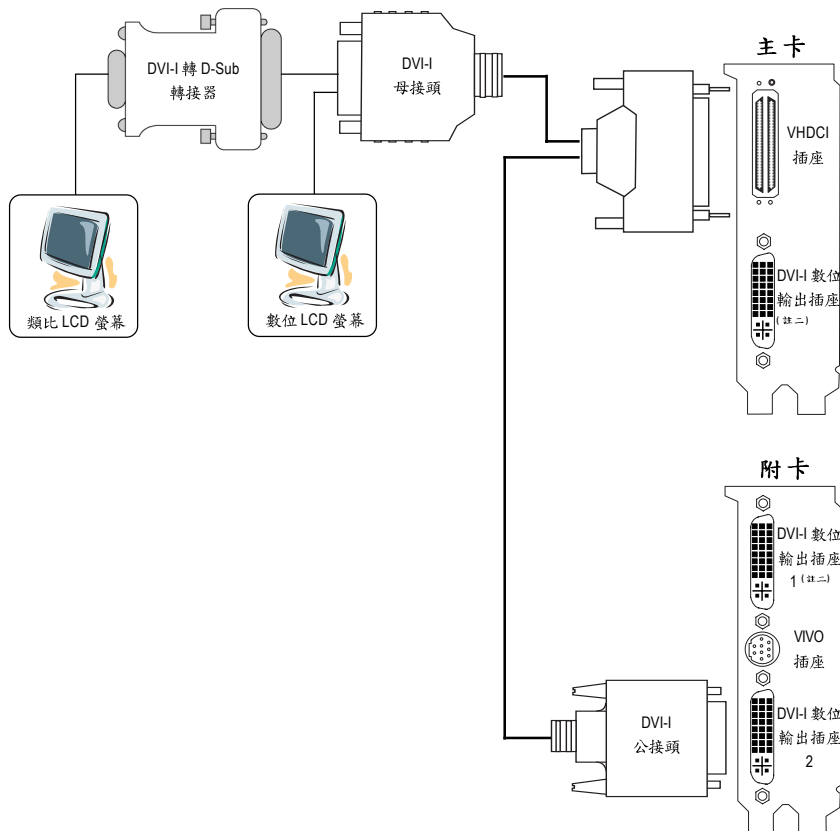 主卡
DVI-I 轉 D-Sub
轉接器
DVI-I
母接頭
VHDCI
插座
DVI-I 數位
輸出插座
(註二)
類比 LCD 螢幕
數位 LCD 螢幕
附卡
DVI-I 數位
輸出插座
1 (註二)
VIVO
插座
DVI-I
公接頭
DVI-I 數位
輸出插座
2